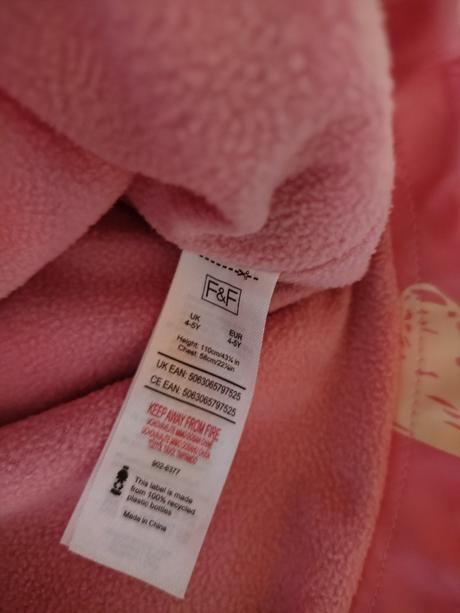 F&F
UK EUR
4-5Y 4-5Y
Height: 110cm/43¼ in
Chest: 58cm/22¾in
UK EAN: 5063065797525
CE EAN: 5063065797525
KEEP AWAY FROM FIRE
902-6377
This label is made
from 100% recycled
plastic bottles
Made in China